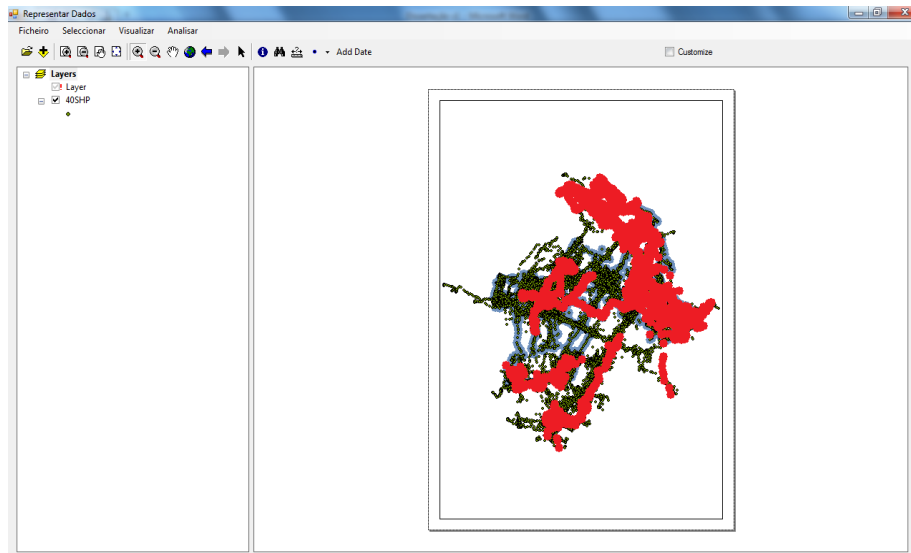 Representar Dados
Ficheiro Seleccionar Visualizar Analisar
Add Date Customize
Layers
Layer
40SHP